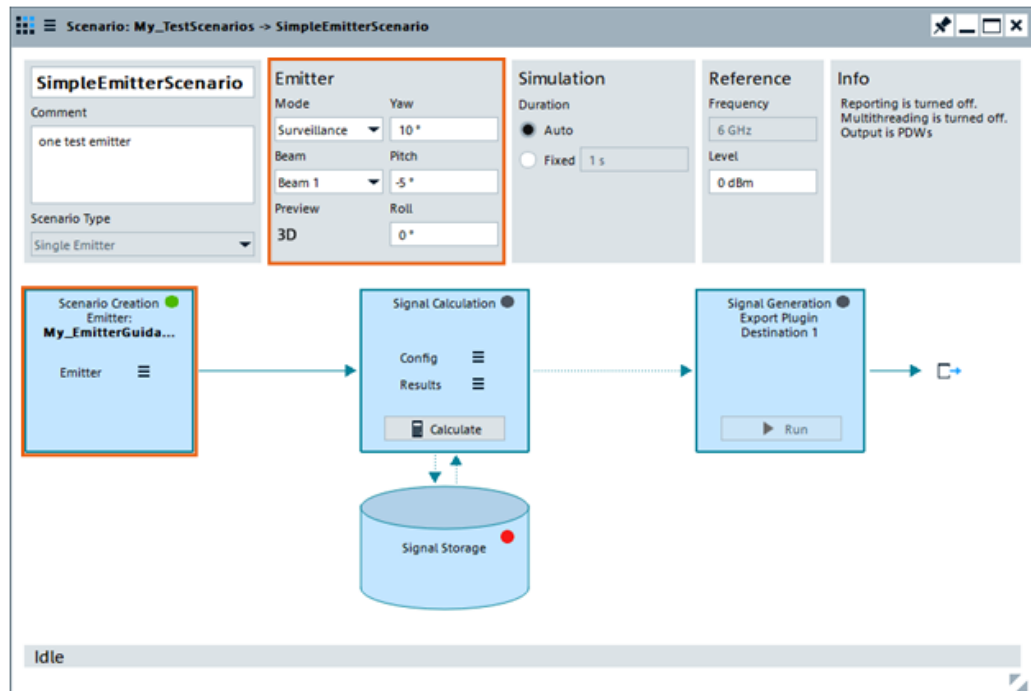 Scenario: My_TestScenarios -> SimpleEmitterScenario
SimpleEmitterScenario
Comment
one test emitter
Scenario Type
Single Emitter
Emitter
Mode
Yaw
Surveillance
10 °
Beam
Pitch
Beam 1
-5 °
Preview
Roll
3D
0 °
Simulation
Duration
Auto
Fixed
1 s
Reference
Frequency
6 GHz
Level
0 dBm
Info
Reporting is turned off.
Multithreading is turned off.
Output is PDWs
Scenario Creation
Emitter:
My_EmitterGuida...
Emitter
Signal Calculation
Config
Results
Calculate
Signal Generation
Export Plugin
Destination 1
Run
Signal Storage
Idle